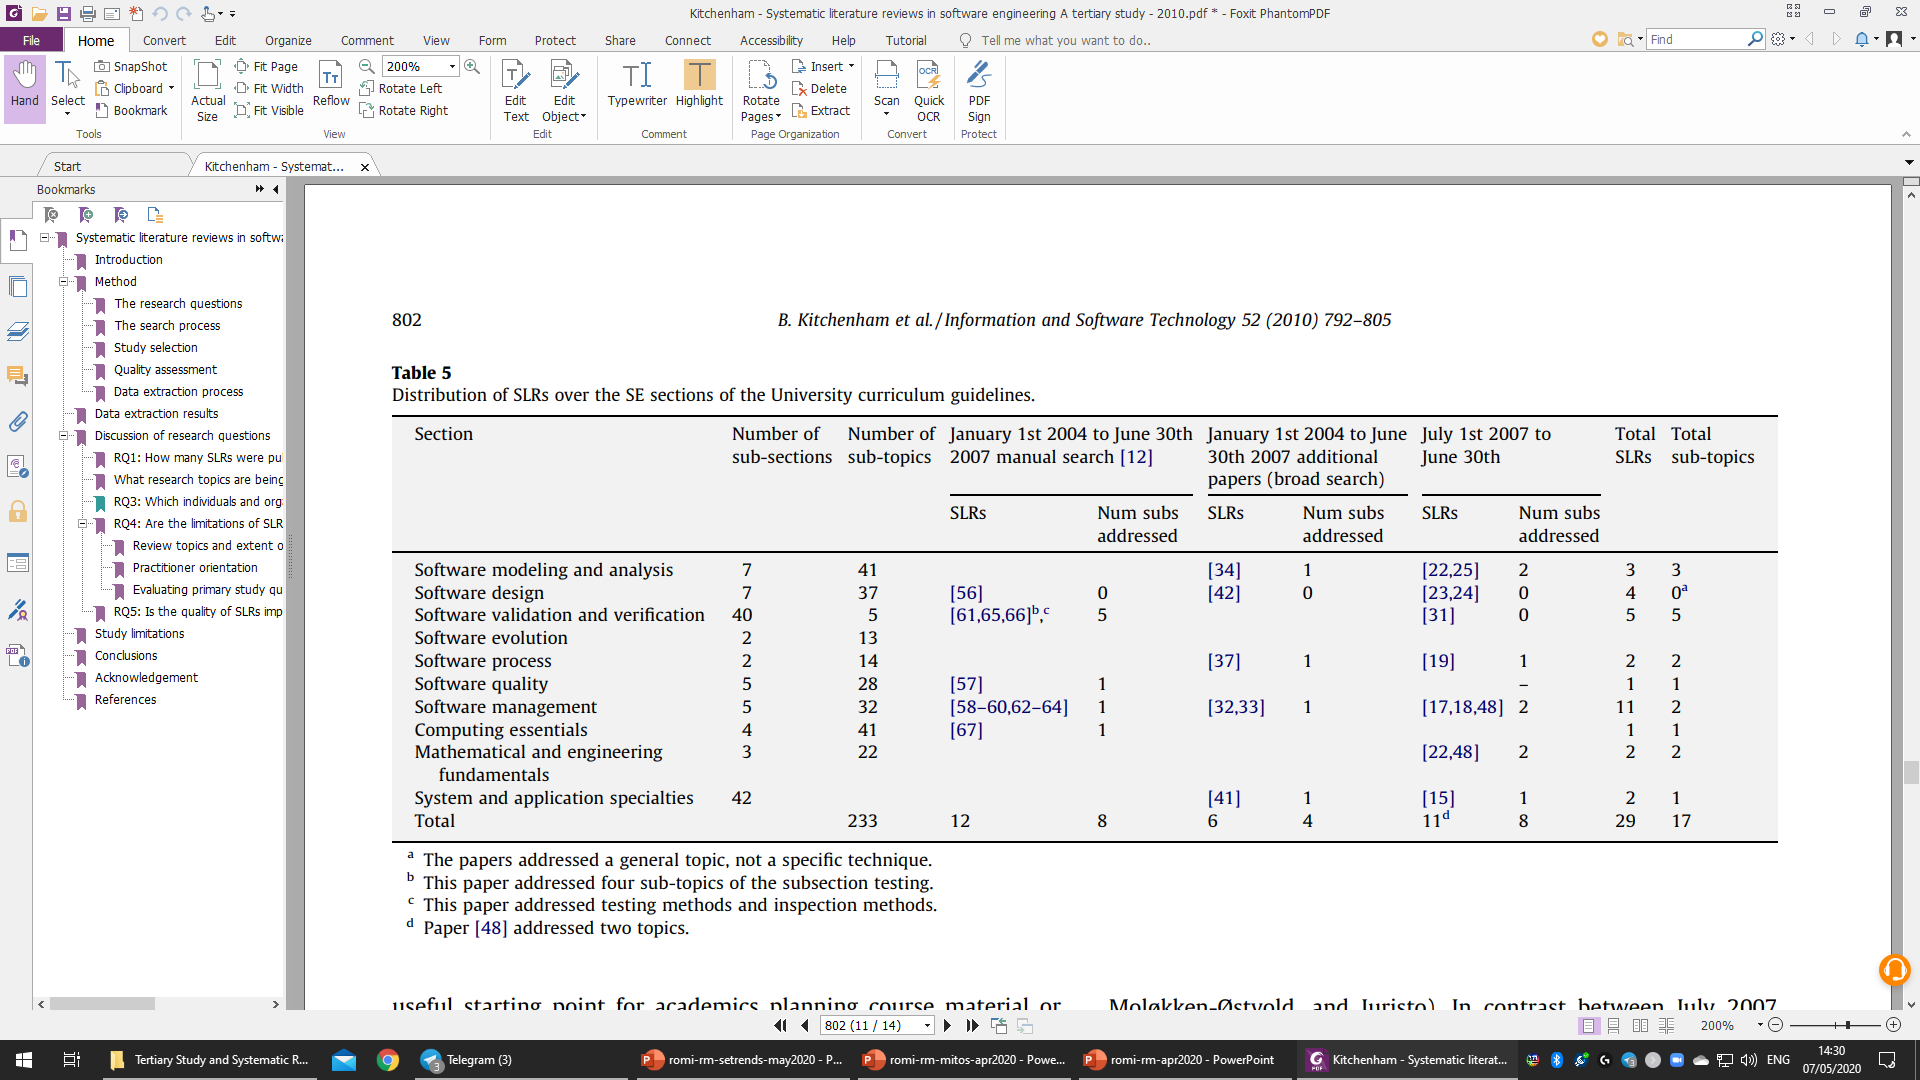 Kitchenham - Systematic literature reviews in software engineering A tertiary study - 2010.pdf * - Foxit PhantomPDF
File Home Convert Edit Organize Comment View Form Protect Share Connect Accessibility Help Tutorial Tell me what you want to do.. Find
Hand Select SnapShot Clipboard Bookmark
Tools
Actual Size Fit Page Fit Width Fit Visible Reflow 200% Rotate Left Rotate Right
View
Edit Text Edit Object
Edit
Typewriter Highlight
Comment
Rotate Pages Insert Delete Extract
Page Organization
Scan Quick OCR
Convert
PDF Sign
Protect
Start Kitchenham - Systemat...
Bookmarks
Systematic literature reviews in softw
Introduction
Method
The research questions
The search process
Study selection
Quality assessment
Data extraction process
Data extraction results
Discussion of research questions
RQ1: How many SLRs were pu
What research topics are being
RQ3: Which individuals and org
RQ4: Are the limitations of SLR
Review topics and extent o
Practitioner orientation
Evaluating primary study qu
RQ5: Is the quality of SLRs imp
Study limitations
Conclusions
Acknowledgement
References
802 B. Kitchenham et al. / Information and Software Technology 52 (2010) 792–805
Table 5
Distribution of SLRs over the SE sections of the University curriculum guidelines.
Section Number of Number of January 1st 2004 to June 30th January 1st 2004 to June July 1st 2007 to Total Total
sub-sections sub-topics 2007 manual search [12] 30th 2007 additional June 30th SLRs sub-topics
papers (broad search)
SLRs Num subs SLRs Num subs SLRs Num subs
addressed addressed addressed
Software modeling and analysis 7 41 [34] 1 [22,25] 2 3 3
Software design 7 37 [56] 0 [42] 0 [23,24] 0 4 0a
Software validation and verification 40 5 [61,65,66]b,c 5 [31] 0 5 5
Software evolution 2 13
Software process 2 14 [37] 1 [19] 1 2 2
Software quality 5 28 [57] 1 – 1 1
Software management 5 32 [58–60,62–64] 1 [32,33] 1 [17,18,48] 2 11 2
Computing essentials 4 41 [67] 1 1 1
Mathematical and engineering 3 22 [22,48] 2 2 2
fundamentals
System and application specialties 42 [41] 1 [15] 1 2 1
Total 233 12 8 6 4 11d 8 29 17
a The papers addressed a general topic, not a specific technique.
b This paper addressed four sub-topics of the subsection testing.
c This paper addressed testing methods and inspection methods.
d Paper [48] addressed two topics.
useful starting point for academics planning course material or Moløkken-Østvold, and Juristo). In contrast between July 2007
802 (11 / 14) 200%
Tertiary Study and Systematic R... Telegram (3) romi-rm-setrends-may2020 - P... romi-rm-mitos-apr2020 - Powe... romi-rm-apr2020 - PowerPoint Kitchenham - Systematic literat... ENG 14:30
07/05/2020